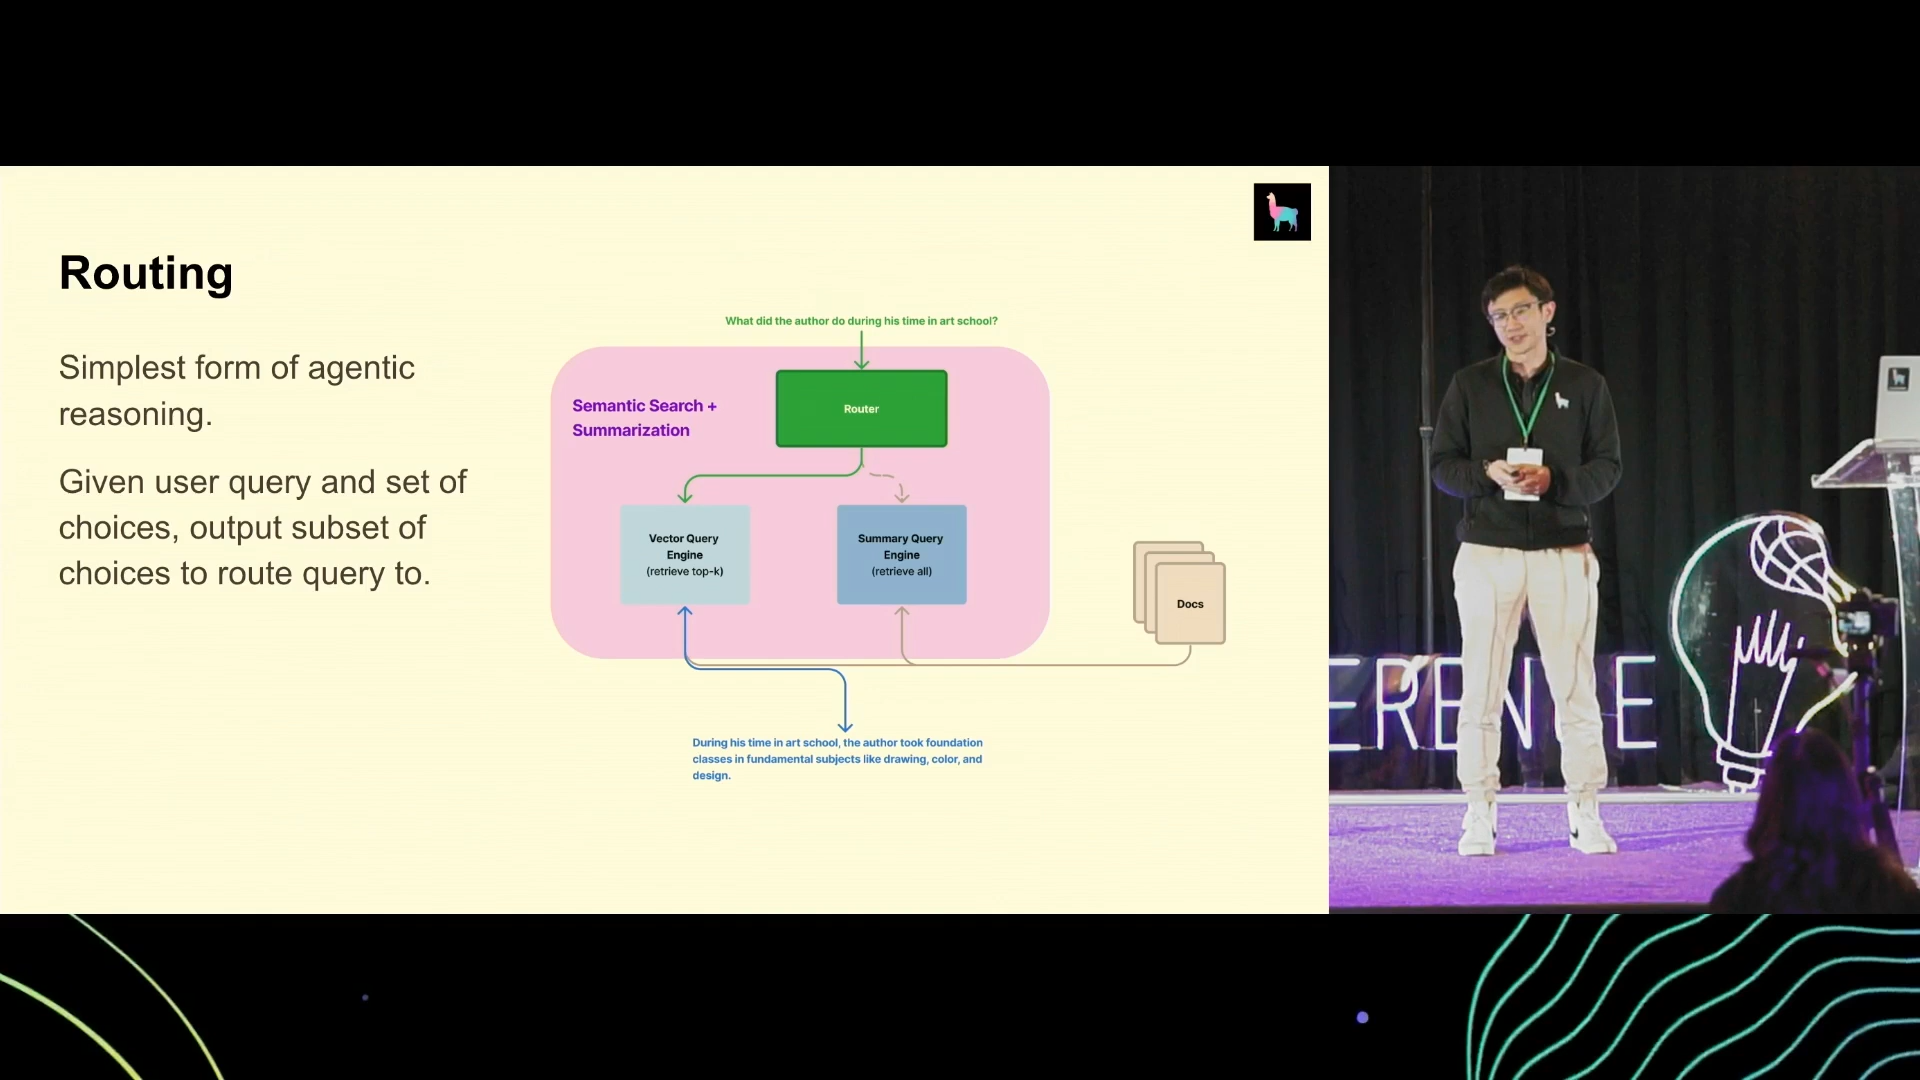 Routing
Simplest form of agentic
reasoning.
Given user query and set of
choices, output subset of
choices to route query to.
What did the author do during his time in art school?
Semantic Search +
Summarization
Router
Vector Query
Engine
(retrieve top-k)
Summary Query
Engine
(retrieve all)
Docs
During his time in art school, the author took foundation
classes in fundamental subjects like drawing, color, and
design.
ERENCE